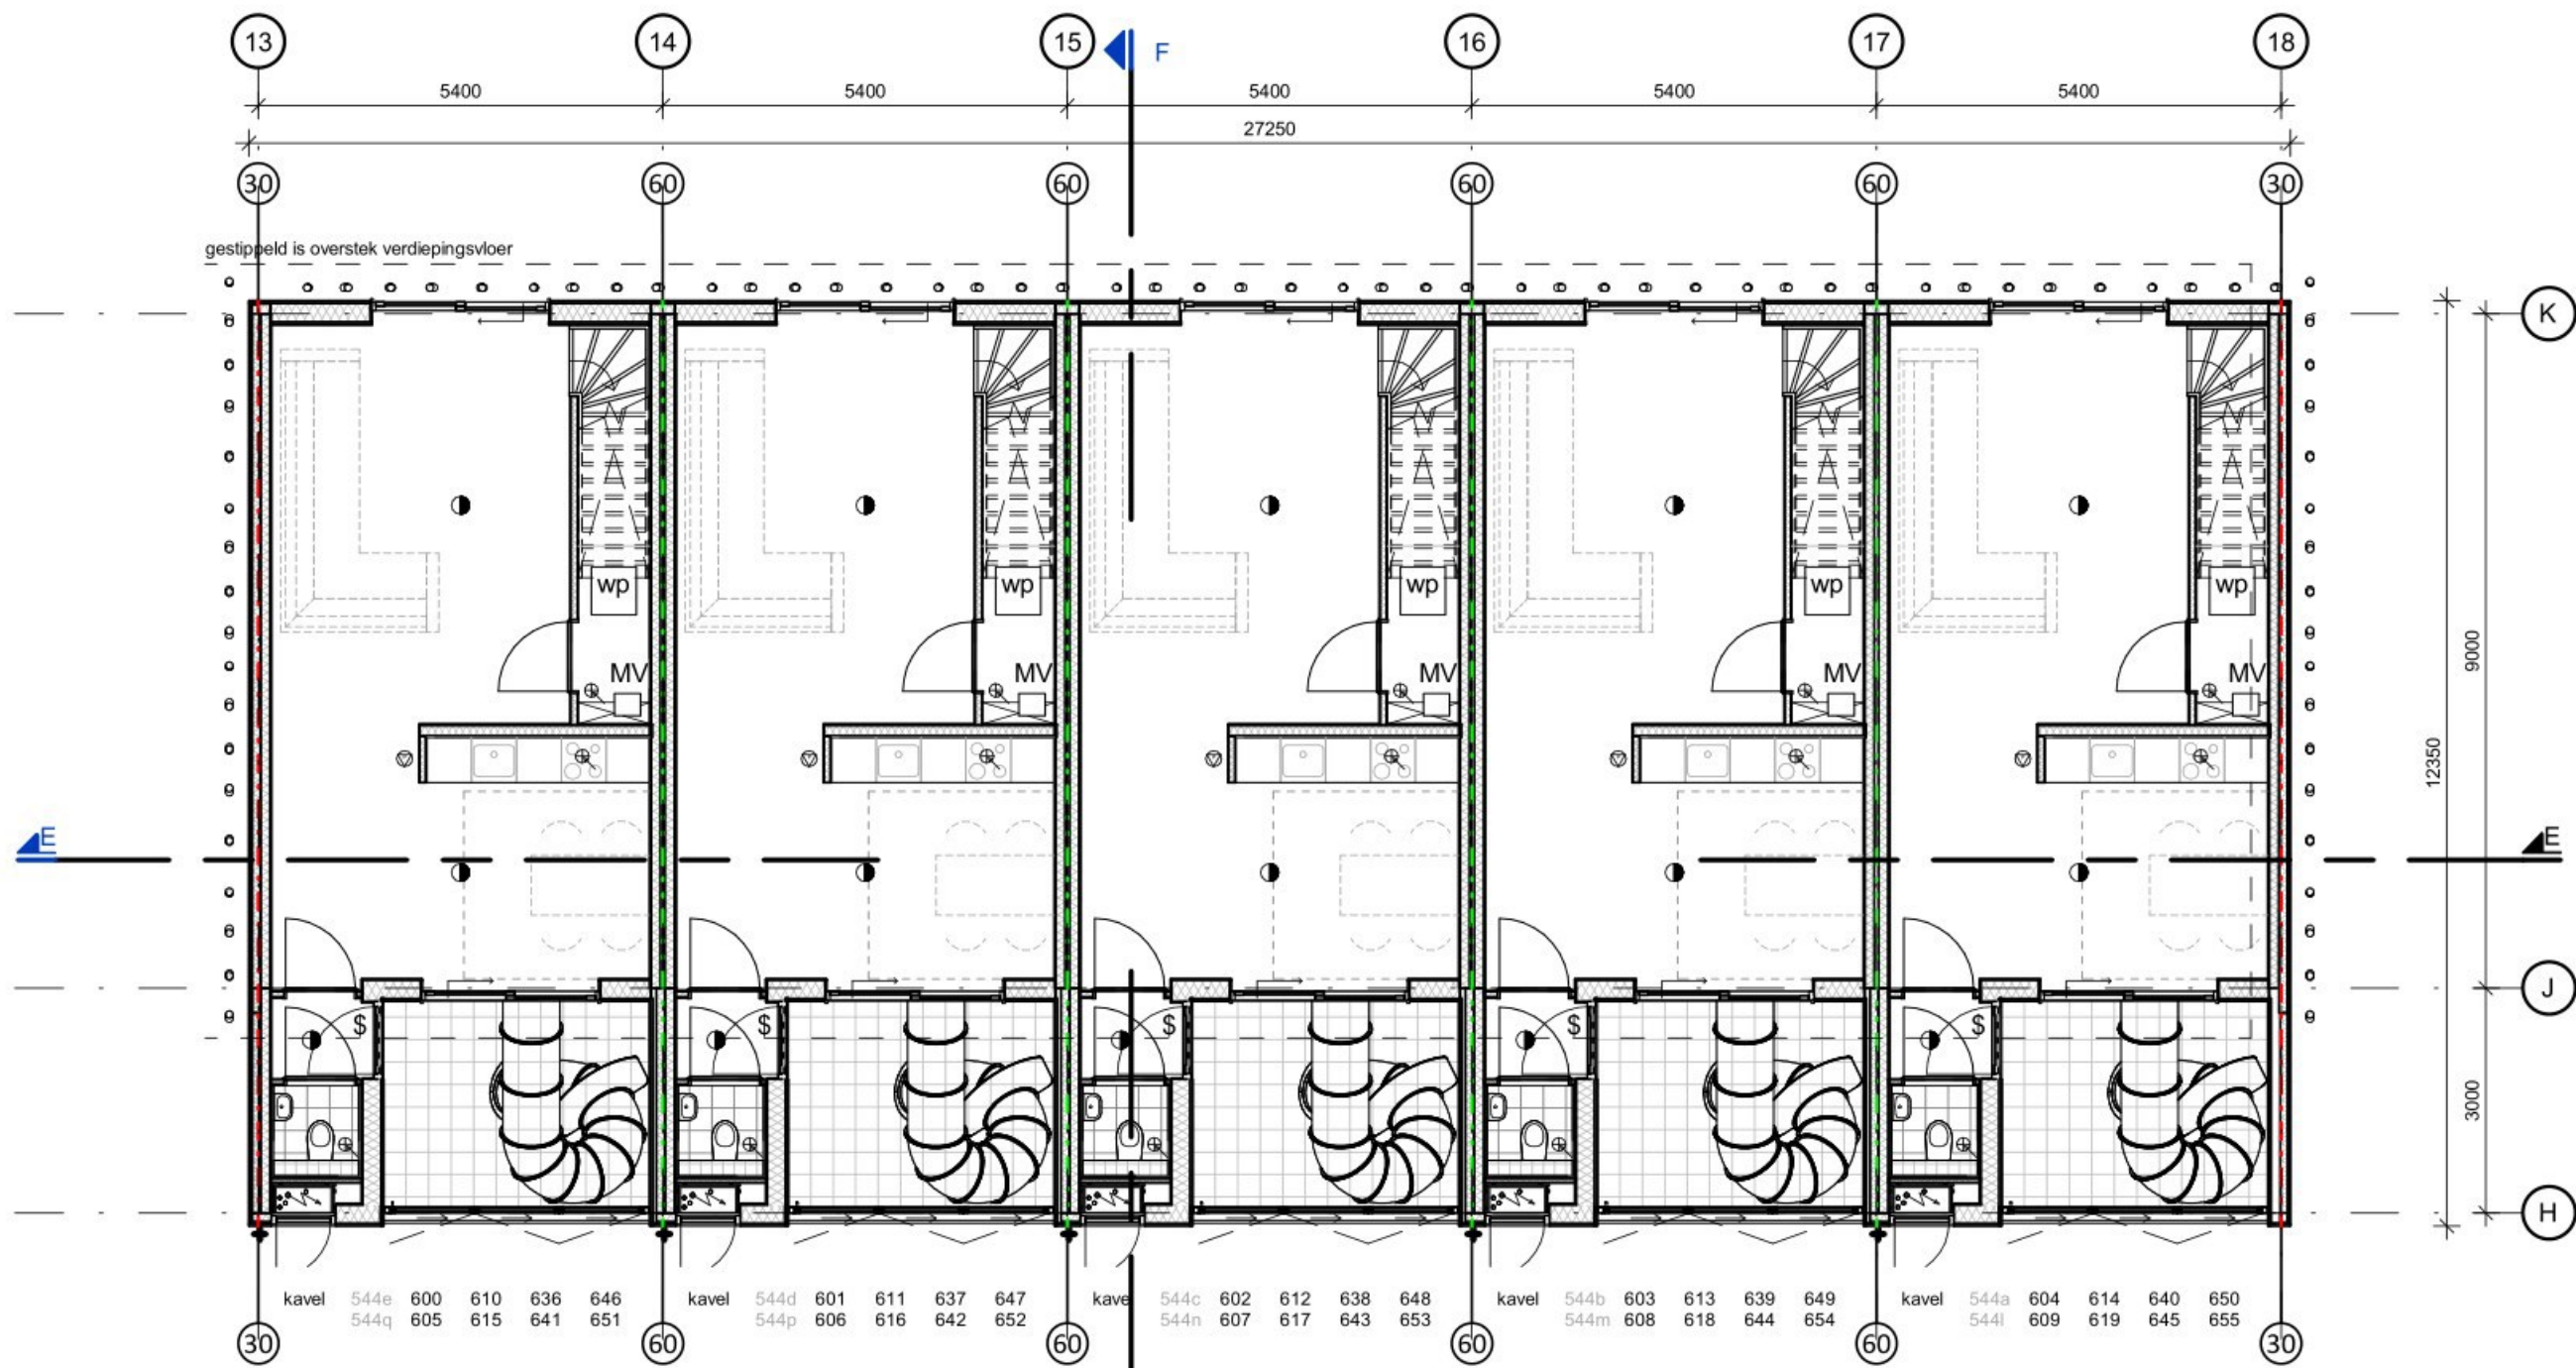 13 14 15 F 16 17 18
5400 5400 5400 5400 5400
27250
30 60 60 60 60 30
gestippeld is overstek verdiepingsvloer
K
wp wp wp wp wp
MV MV MV MV MV
9000
12350
E E
J
$ $ $ $ $
3000
H
kavel 544e 600 610 636 646 kavel 544d 601 611 637 647 kavel 544c 602 612 638 648 kavel 544b 603 613 639 649 kavel 544a 604 614 640 650
544q 605 615 641 651 544p 606 616 642 652 544n 607 617 643 653 544m 608 618 644 654 544l 609 619 645 655
30 60 60 60 60 30